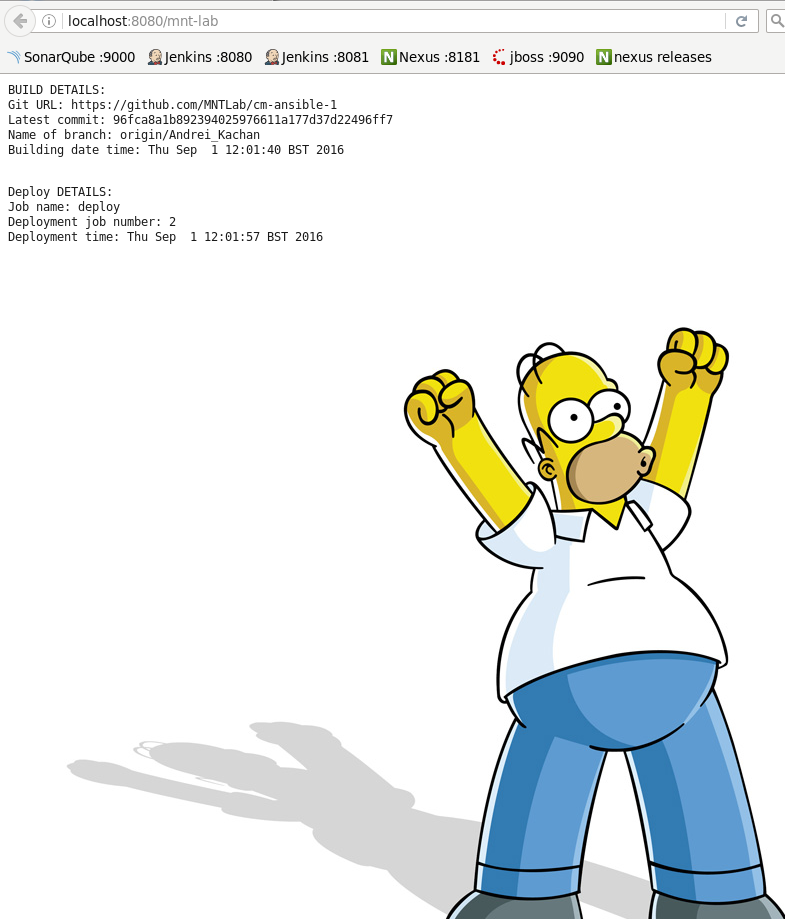 localhost:8080/mnt-lab
SonarQube :9000 Jenkins :8080 Jenkins :8081 N Nexus :8181 jboss :9090 N nexus releases
BUILD DETAILS:
Git URL: https://github.com/MNTLab/cm-ansible-1
Latest commit: 96fca8a1b892394025976611a177d37d22496ff7
Name of branch: origin/Andrei_Kachan
Building date time: Thu Sep  1 12:01:40 BST 2016
Deploy DETAILS:
Job name: deploy
Deployment job number: 2
Deployment time: Thu Sep  1 12:01:57 BST 2016